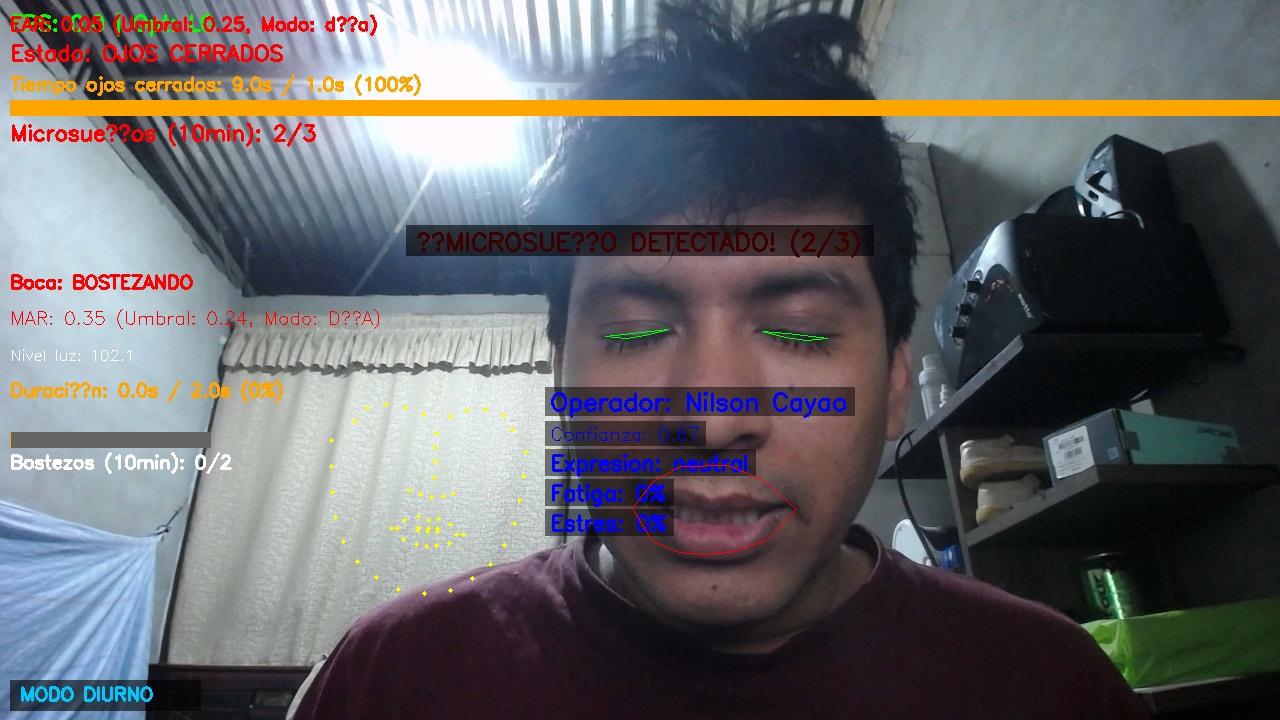 EAR: 0.05 (Umbral: 0.25, Modo: d??a)
Estado: OJOS CERRADOS
Tiempo ojos cerrados: 9.0s / 1.0s (100%)
Microsue??os (10min): 2/3
??MICROSUE??O DETECTADO! (2/3)
Boca: BOSTEZANDO
MAR: 0.35 (Umbral: 0.24, Modo: D??A)
Nivel luz: 102.1
Duraci??n: 0.0s / 2.0s (0%)
Bostezos (10min): 0/2
Operador: Nilson Cayao
Confianza: 0.67
Expresion: neutral
Fatiga: 0%
Estres: 0%
MODO DIURNO